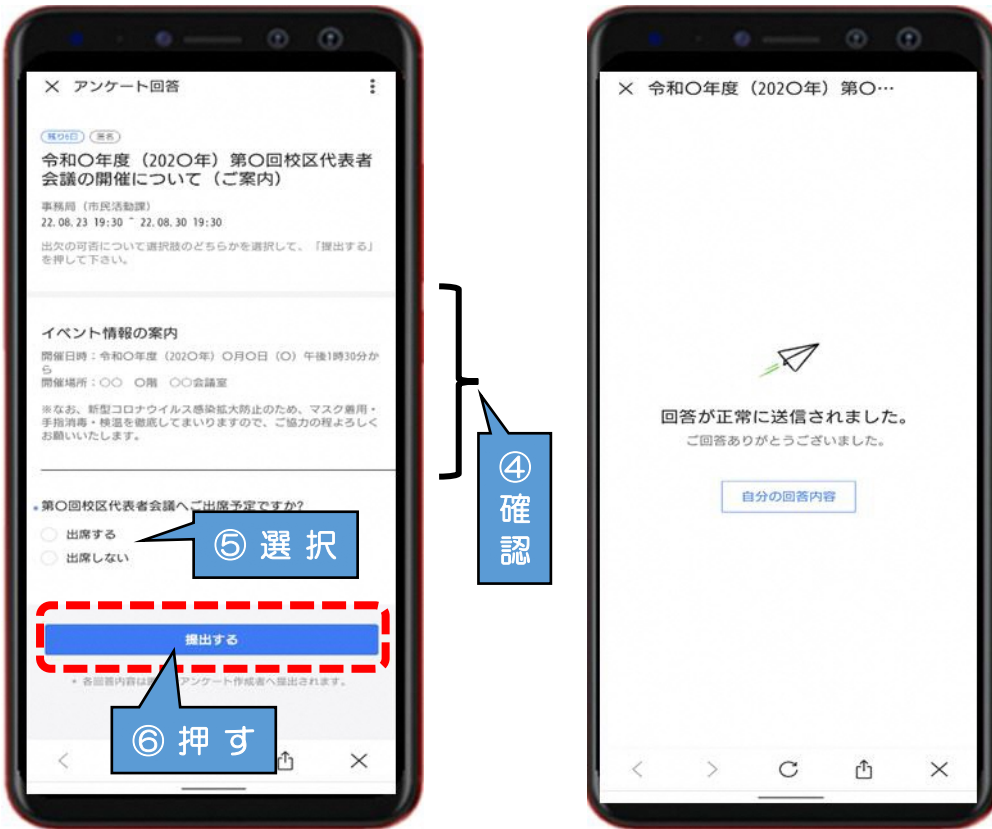 × アンケート回答
残り6日 匿名
令和〇年度（202〇年）第〇回校区代表者
会議の開催について（ご案内）
事務局（市民活動課）
22.08.23 19:30 ~ 22.08.30 19:30
出欠の可否について選択肢のどちらかを選択して、「提出する」
を押して下さい。
イベント情報の案内
開催日時：令和〇年度（202〇年）〇月〇日（〇）午後1時30分か
ら
開催場所：〇〇 〇階 〇〇会議室
※なお、新型コロナウイルス感染拡大防止のため、マスク着用・
手指消毒・検温を徹底してまいりますので、ご協力の程よろしく
お願いいたします。
④
確
認
第〇回校区代表者会議へご出席予定ですか?
出席する
出席しない
⑤ 選 択
提出する
* 各回答内容は アンケート作成者へ提出されます。
⑥ 押 す
× 令和〇年度（202〇年）第〇…
回答が正常に送信されました。
ご回答ありがとうございました。
自分の回答内容